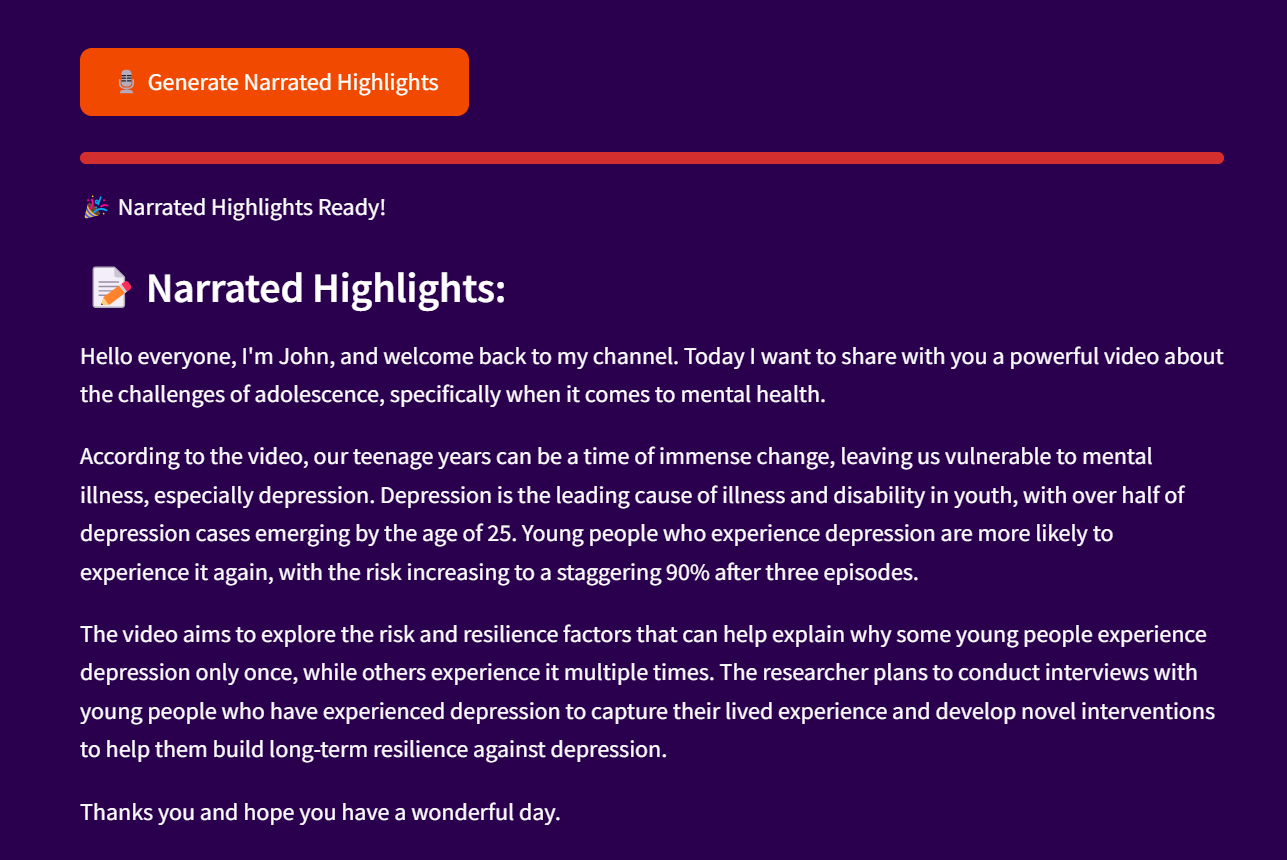 Generate Narrated Highlights
Narrated Highlights Ready!
Narrated Highlights:
Hello everyone, I'm John, and welcome back to my channel. Today I want to share with you a powerful video about
the challenges of adolescence, specifically when it comes to mental health.
According to the video, our teenage years can be a time of immense change, leaving us vulnerable to mental
illness, especially depression. Depression is the leading cause of illness and disability in youth, with over half of
depression cases emerging by the age of 25. Young people who experience depression are more likely to
experience it again, with the risk increasing to a staggering 90% after three episodes.
The video aims to explore the risk and resilience factors that can help explain why some young people experience
depression only once, while others experience it multiple times. The researcher plans to conduct interviews with
young people who have experienced depression to capture their lived experience and develop novel interventions
to help them build long-term resilience against depression.
Thanks you and hope you have a wonderful day.